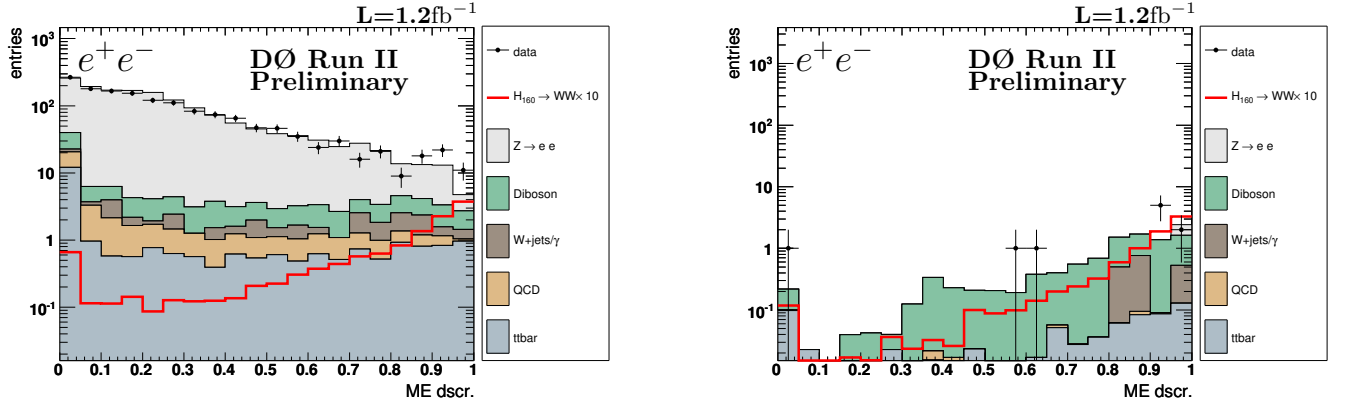 L=1.2fb⁻¹
entries
10³
10²
10
1
10⁻¹
e⁺e⁻
DØ Run II
Preliminary
0 0.1 0.2 0.3 0.4 0.5 0.6 0.7 0.8 0.9 1
ME dscr.
data
H₁₆₀ → WW× 10
Z → e e
Diboson
W+jets/γ
QCD
ttbar
L=1.2fb⁻¹
entries
10³
10²
10
1
10⁻¹
e⁺e⁻
DØ Run II
Preliminary
0 0.1 0.2 0.3 0.4 0.5 0.6 0.7 0.8 0.9 1
ME dscr.
data
H₁₆₀ → WW× 10
Z → e e
Diboson
W+jets/γ
QCD
ttbar